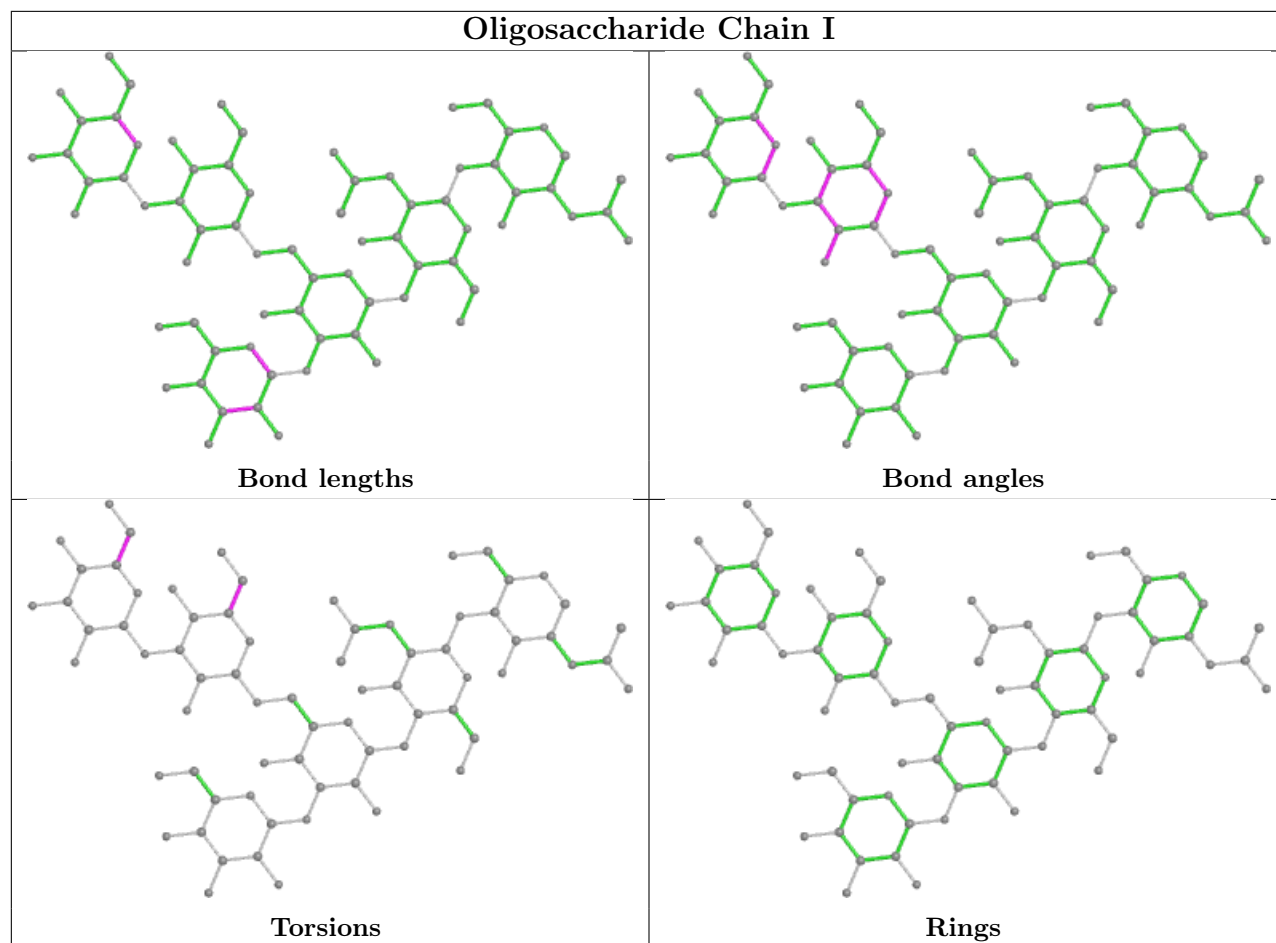 Oligosaccharide Chain I
Bond lengths
Bond angles
Torsions
Rings